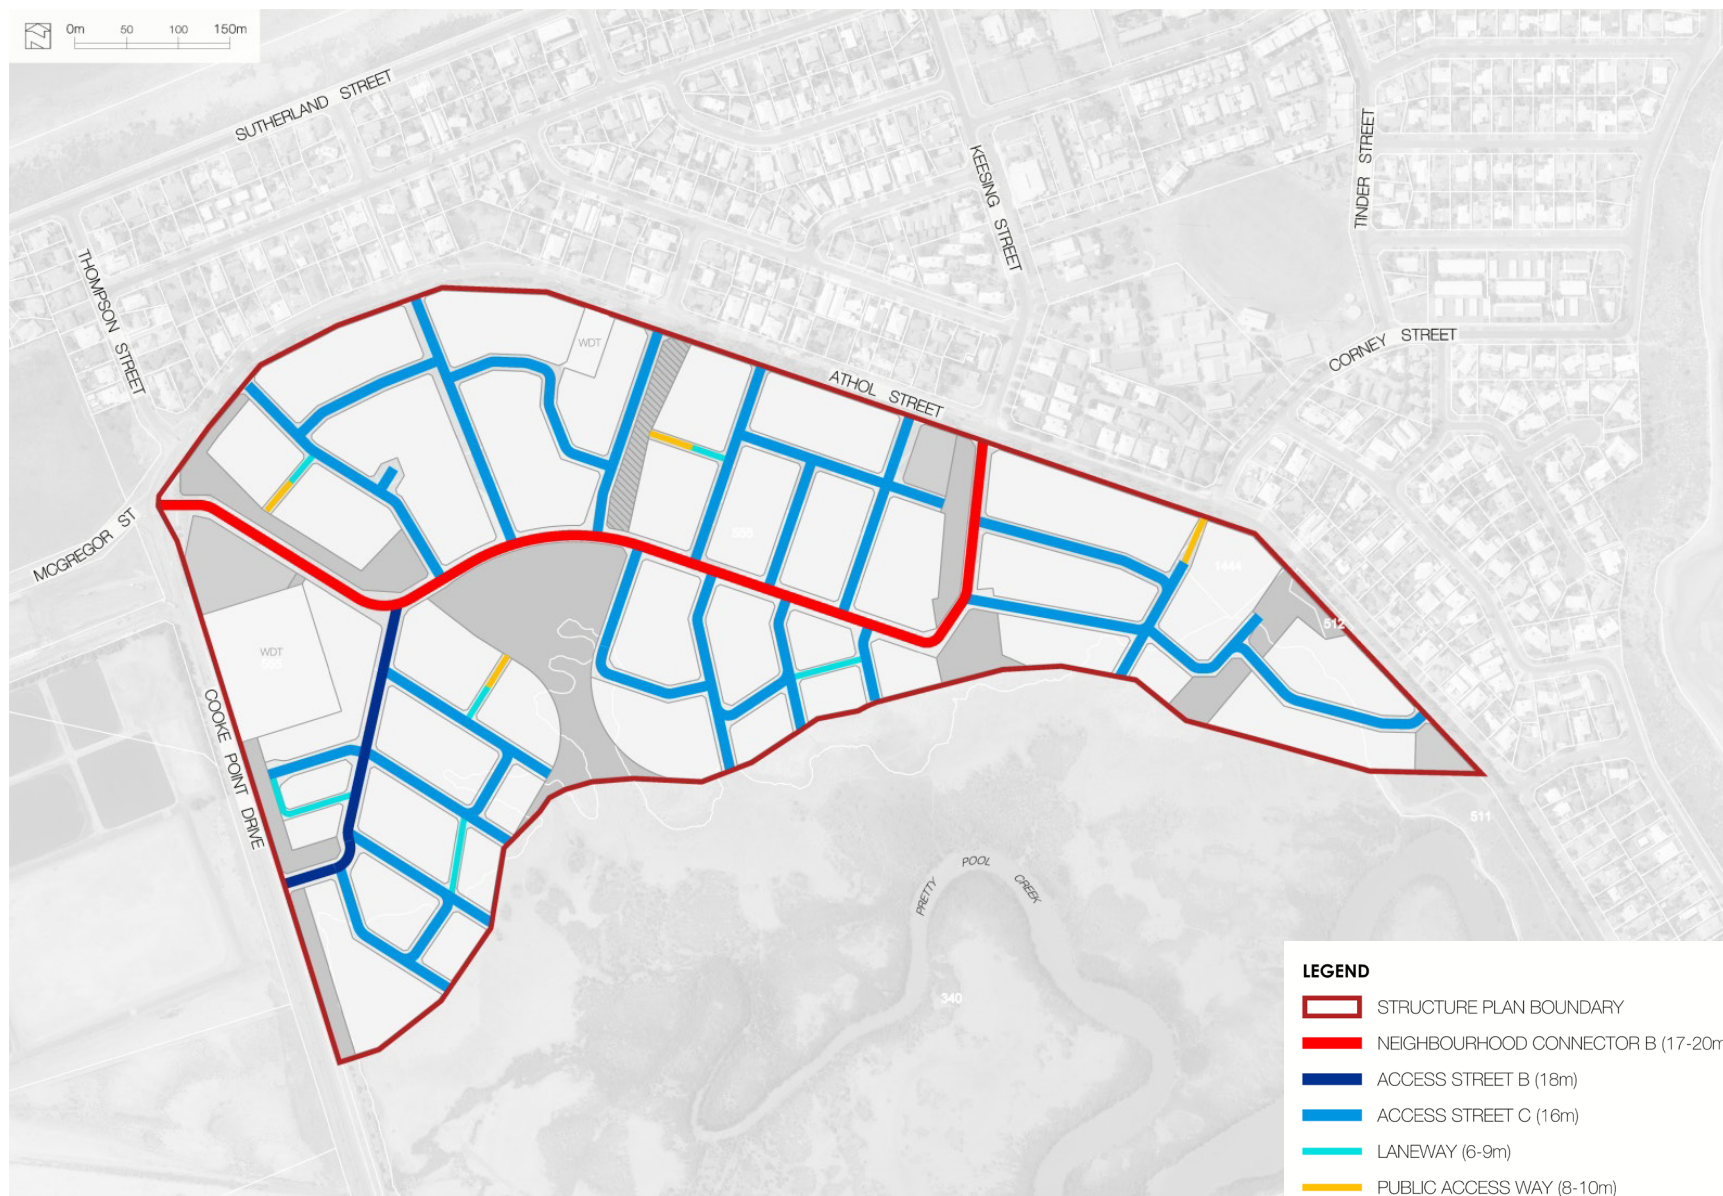 0m 50 100 150m
SUTHERLAND STREET
KEESING STREET
TINDER STREET
THOMPSON STREET
CORNEY STREET
WDT
ATHOL STREET
MCGREGOR ST
555
1444
512
WDT
COOKE POINT DRIVE
511
PRETTY POOL CREEK
340
LEGEND
STRUCTURE PLAN BOUNDARY
NEIGHBOURHOOD CONNECTOR B (17-20m
ACCESS STREET B (18m)
ACCESS STREET C (16m)
LANEWAY (6-9m)
PUBLIC ACCESS WAY (8-10m)